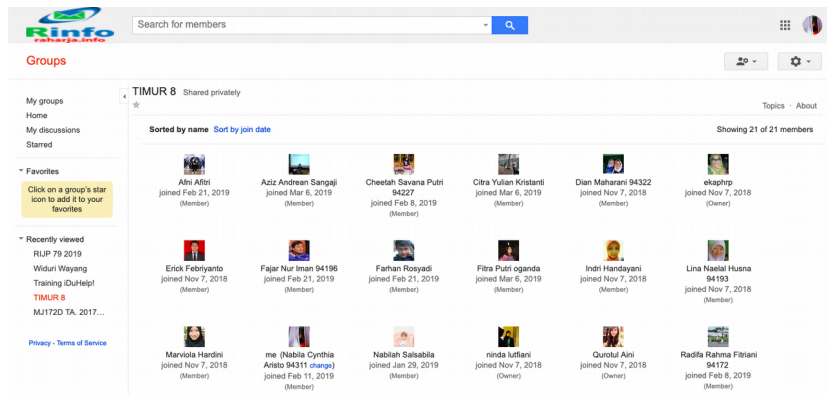 Rinfo
raharja.info
Search for members
Groups
My groups
Home
My discussions
Starred
Favorites
Click on a group's star
icon to add it to your
favorites
Recently viewed
RIJP 79 2019
Widuri Wayang
Training iDuHelp!
TIMUR 8
MJ172D TA. 2017...
Privacy - Terms of Service
TIMUR 8 Shared privately
Topics · About
Sorted by name Sort by join date
Showing 21 of 21 members
Afni Afitri
joined Feb 21, 2019
(Member)
Aziz Andrean Sangaji
joined Mar 6, 2019
(Member)
Cheetah Savana Putri
94227
joined Feb 8, 2019
(Member)
Citra Yulian Kristanti
joined Mar 6, 2019
(Member)
Dian Maharani 94322
joined Nov 7, 2018
(Member)
ekaphrp
joined Nov 7, 2018
(Owner)
Erick Febriyanto
joined Nov 7, 2018
(Member)
Fajar Nur Iman 94196
joined Feb 21, 2019
(Member)
Farhan Rosyadi
joined Feb 21, 2019
(Member)
Fitra Putri oganda
joined Mar 6, 2019
(Member)
Indri Handayani
joined Nov 7, 2018
(Member)
Lina Naelal Husna
94193
joined Nov 7, 2018
(Member)
Marviola Hardini
joined Nov 7, 2018
(Member)
me (Nabila Cynthia
Aristo 94311 change)
joined Feb 11, 2019
(Member)
Nabilah Salsabila
joined Jan 29, 2019
(Member)
ninda lutfiani
joined Nov 7, 2018
(Owner)
Qurotul Aini
joined Nov 7, 2018
(Owner)
Radifa Rahma Fitriani
94172
joined Feb 8, 2019
(Member)